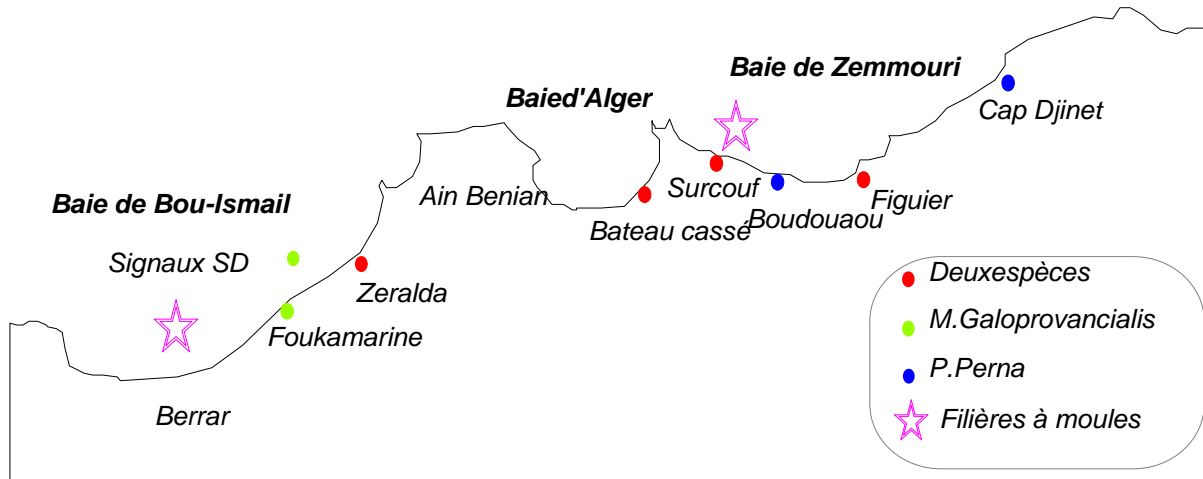 Baie de Zemmouri
Baied'Alger
Cap Djinet
Ain Benian
Surcouf
Figuier
Baie de Bou-Ismail
Boudouaou
Bateau cassé
Signaux SD
Zeralda
Foukamarine
Berrar
Deuxespèces
M.Galoprovancialis
P.Perna
Filières à moules